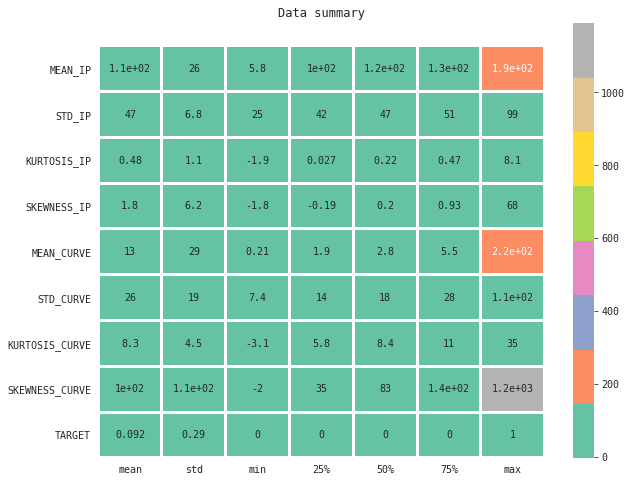 Data summary
MEAN_IP 1.1e+02 26 5.8 1e+02 1.2e+02 1.3e+02 1.9e+02
STD_IP 47 6.8 25 42 47 51 99
KURTOSIS_IP 0.48 1.1 -1.9 0.027 0.22 0.47 8.1
SKEWNESS_IP 1.8 6.2 -1.8 -0.19 0.2 0.93 68
MEAN_CURVE 13 29 0.21 1.9 2.8 5.5 2.2e+02
STD_CURVE 26 19 7.4 14 18 28 1.1e+02
KURTOSIS_CURVE 8.3 4.5 -3.1 5.8 8.4 11 35
SKEWNESS_CURVE 1e+02 1.1e+02 -2 35 83 1.4e+02 1.2e+03
TARGET 0.092 0.29 0 0 0 0 1
mean std min 25% 50% 75% max
1000
800
600
400
200
0